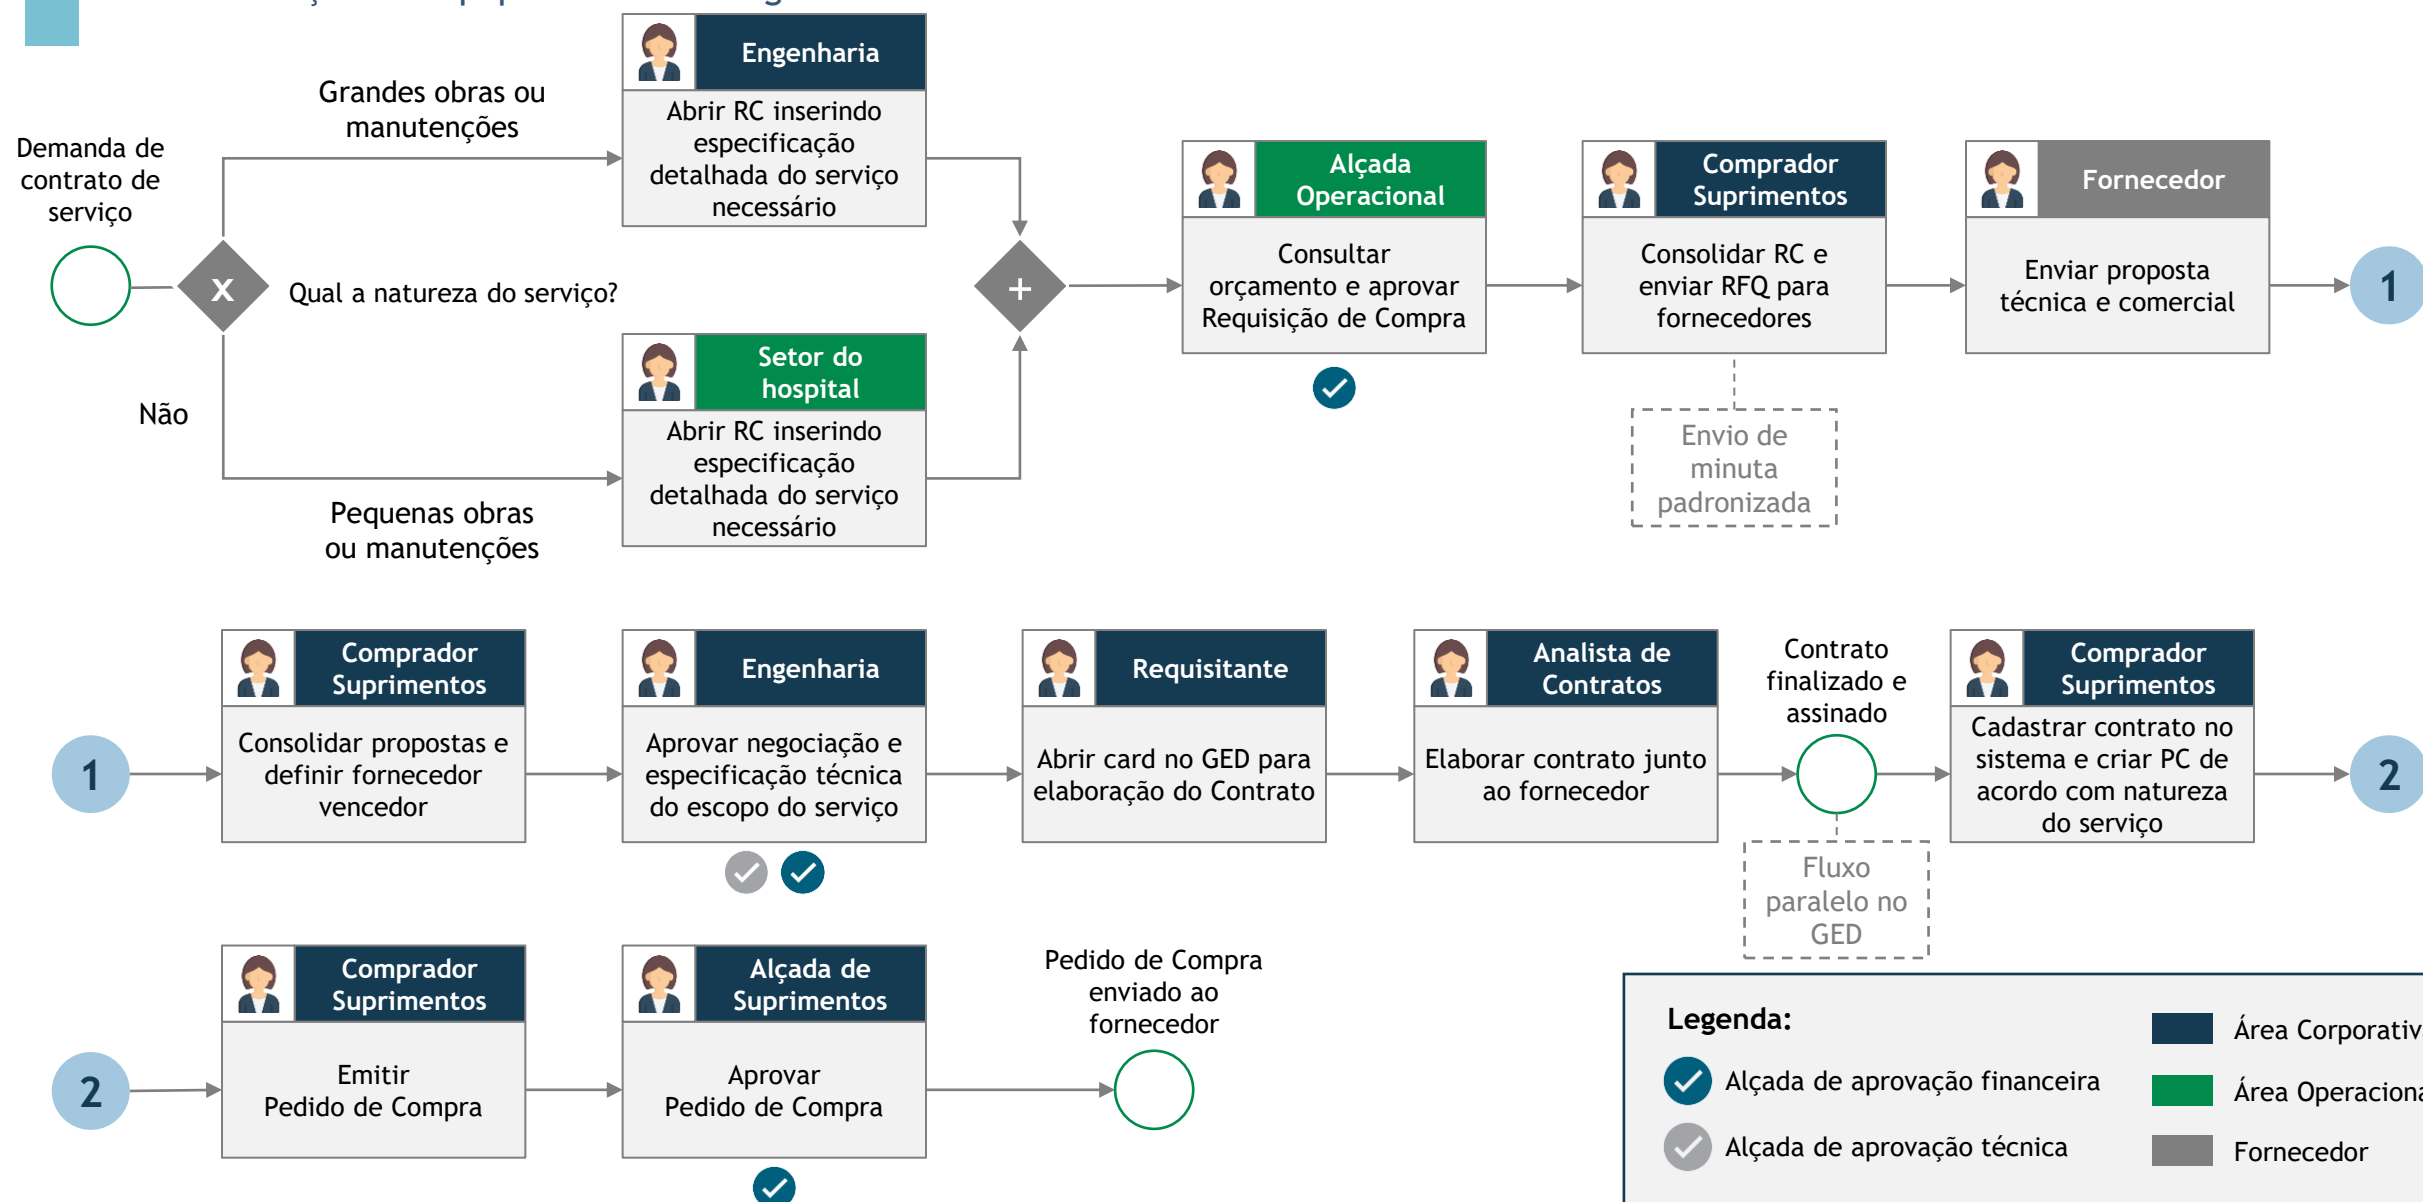 Engenharia
Grandes obras ou
manutenções
Abrir RC inserindo
especificação
detalhada do serviço
necessário
Demanda de
contrato de
serviço
x
Qual a natureza do serviço?
+
Alçada
Operacional
Consultar
orçamento e aprovar
Requisição de Compra
Comprador
Suprimentos
Consolidar RC e
enviar RFQ para
fornecedores
Fornecedor
Enviar proposta
técnica e comercial
1
Setor do
hospital
Abrir RC inserindo
especificação
detalhada do serviço
necessário
Não
Pequenas obras
ou manutenções
Envio de
minuta
padronizada
1
Comprador
Suprimentos
Consolidar propostas e
definir fornecedor
vencedor
Engenharia
Aprovar negociação e
especificação técnica
do escopo do serviço
Requisitante
Abrir card no GED para
elaboração do Contrato
Analista de
Contratos
Elaborar contrato junto
ao fornecedor
Contrato
finalizado e
assinado
Fluxo
paralelo no
GED
Comprador
Suprimentos
Cadastrar contrato no
sistema e criar PC de
acordo com natureza
do serviço
2
2
Comprador
Suprimentos
Emitir
Pedido de Compra
Alçada de
Suprimentos
Aprovar
Pedido de Compra
Pedido de Compra
enviado ao
fornecedor
Legenda:
Alçada de aprovação financeira
Alçada de aprovação técnica
Área Corporativ
Área Operaciona
Fornecedor